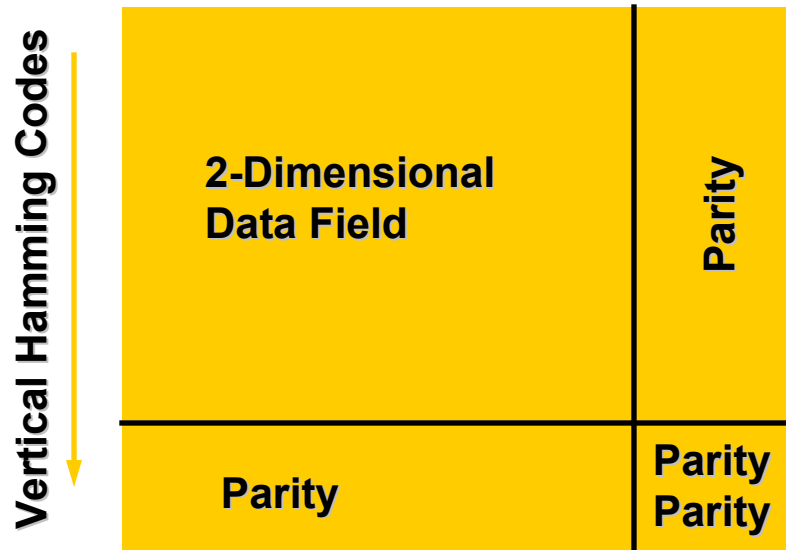 Vertical Hamming Codes
2-Dimensional
Data Field
Parity
Parity
Parity
Parity